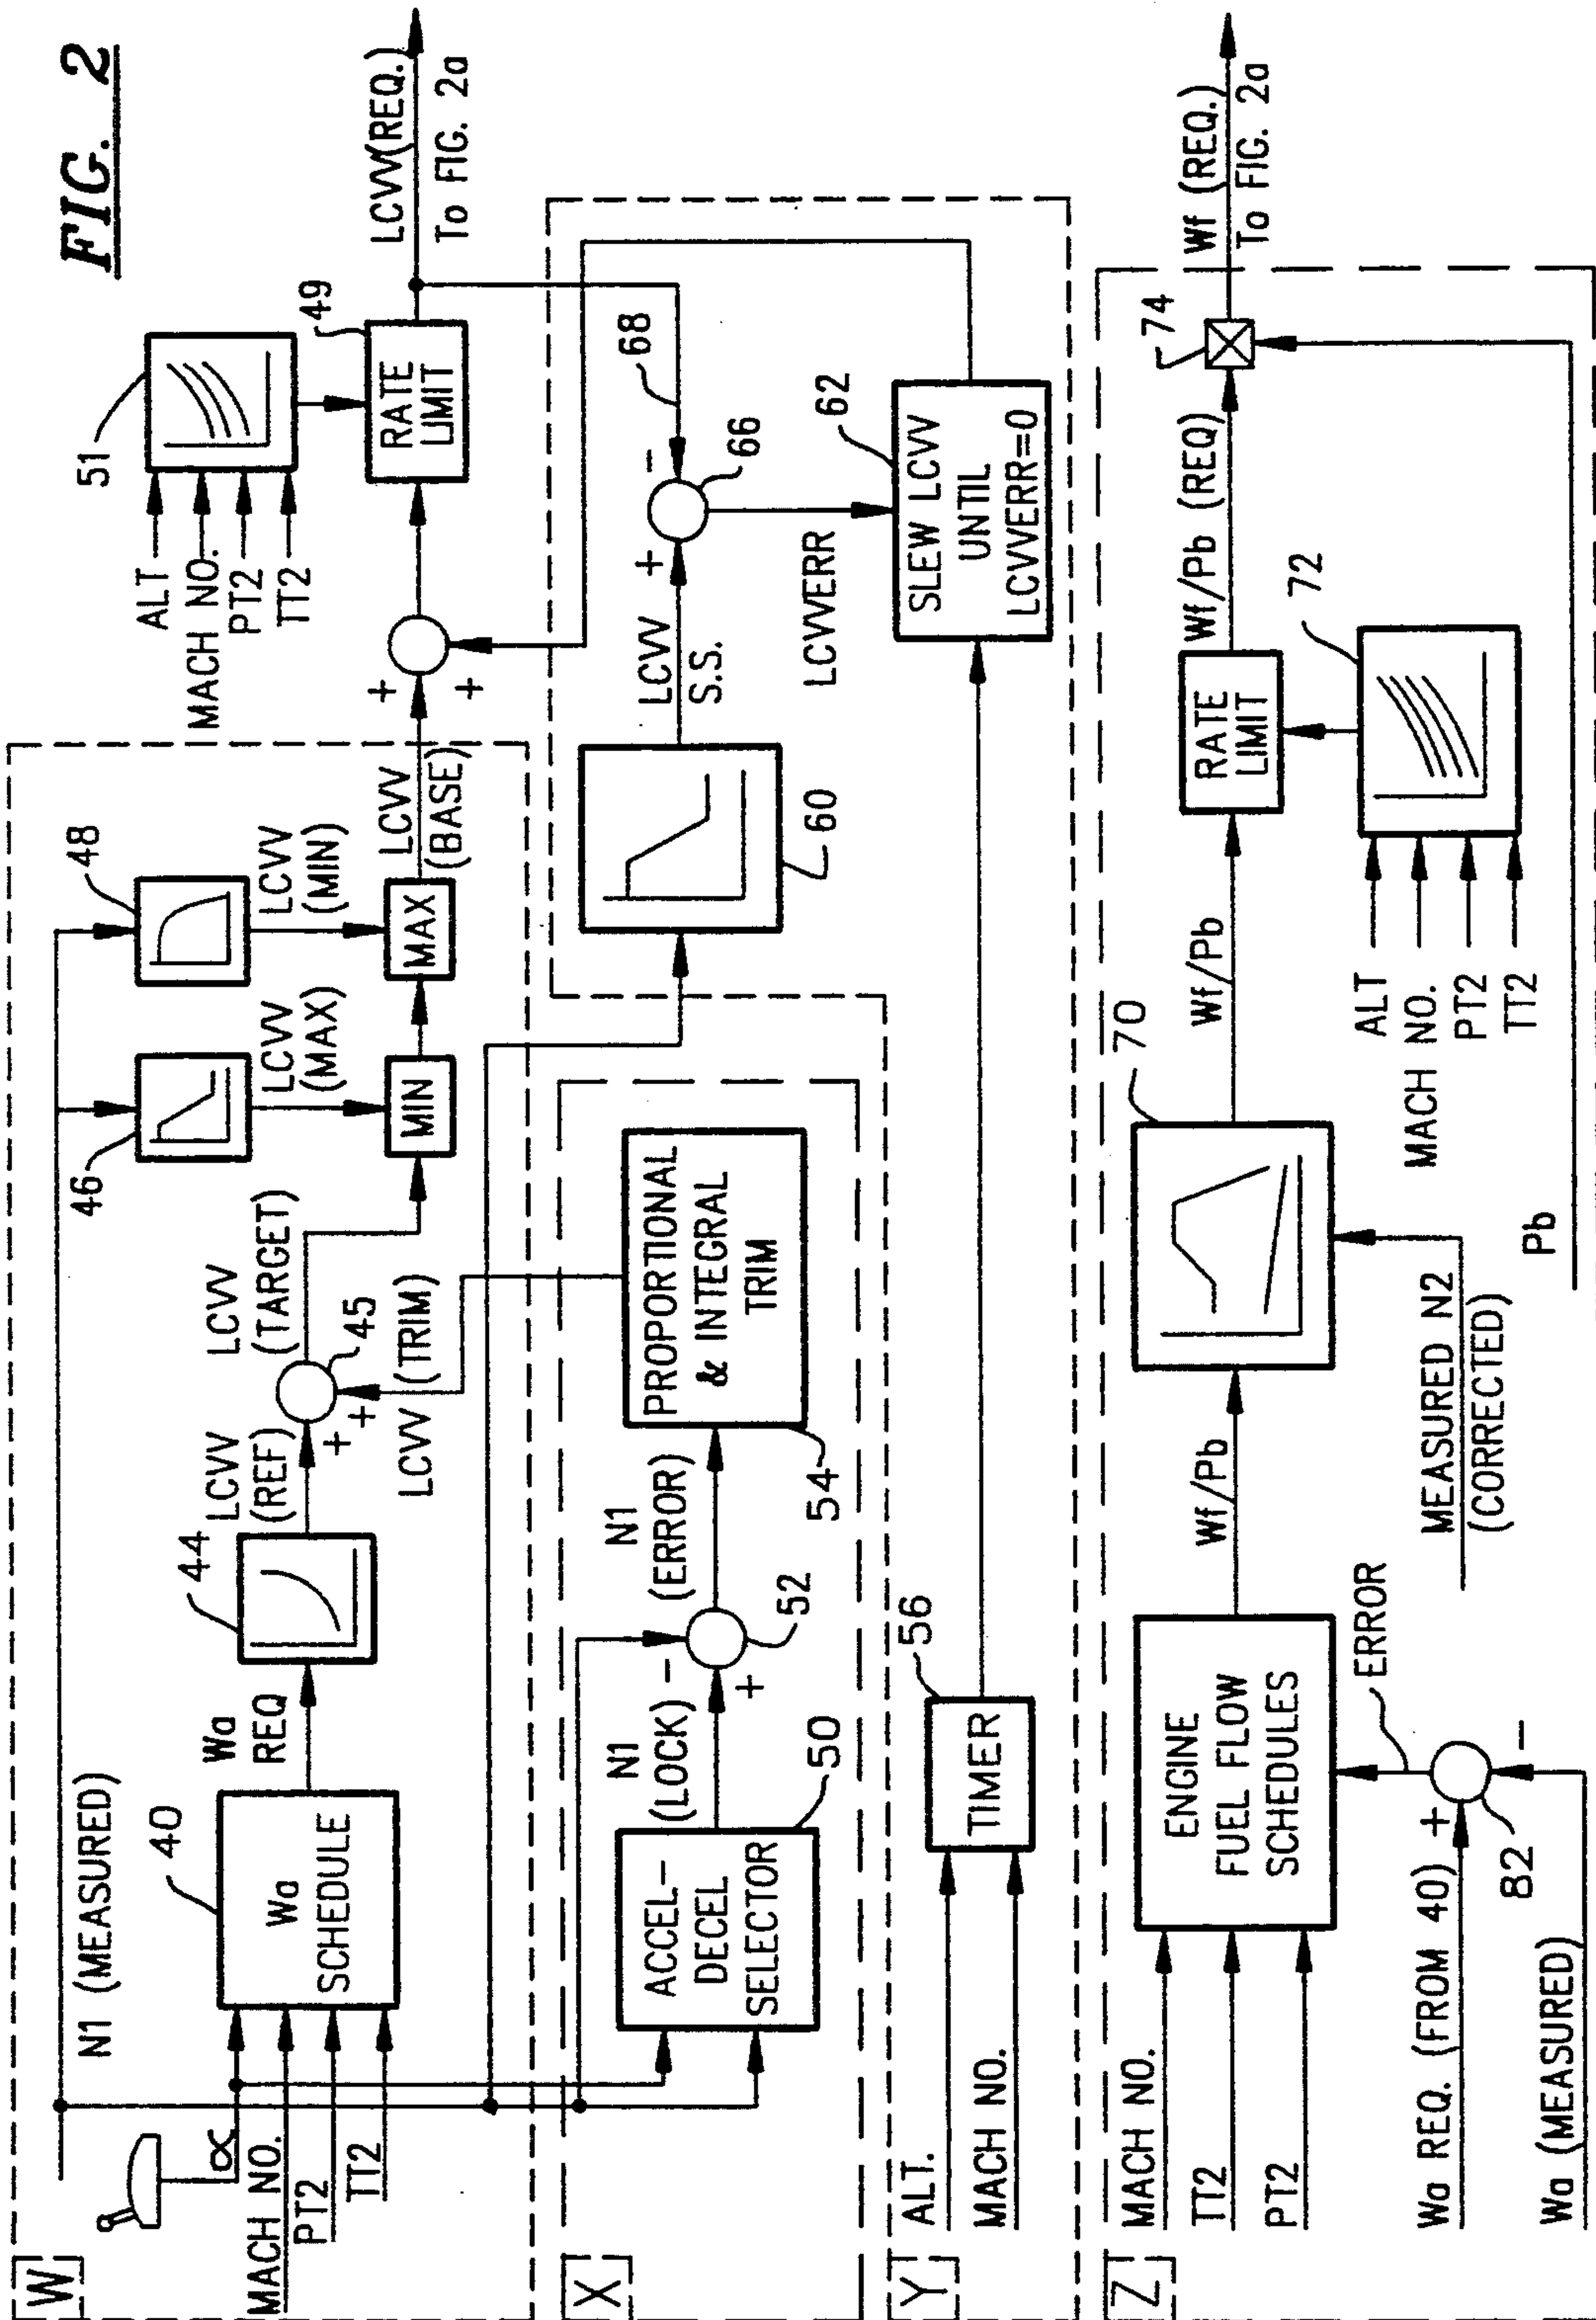 FIG. 2
W
N1 (MEASURED)
α
MACH NO.
PT2
TT2
40
Wa
SCHEDULE
Wa
REQ
44
LCVV
(REF)
+
+
45
LCVV (TRIM)
LCVV
(TARGET)
46
LCVV
(MAX)
MIN
48
LCVV
(MIN)
MAX
LCVV
(BASE)
+
+
51
ALT
MACH NO.
PT2
TT2
49
RATE
LIMIT
LCVV(REQ.)
To FIG. 2a
X
ACCEL-
DECEL
SELECTOR
50
N1
(LOCK)
-
+
52
N1
(ERROR)
54
PROPORTIONAL
& INTEGRAL
TRIM
Y
ALT.
MACH NO.
TIMER
56
60
LCVV
S.S.
+
-
66
68
LCVVERR
62
SLEW LCVV
UNTIL
LCVVERR=0
Z
MACH NO.
TT2
PT2
Wa REQ. (FROM 40)
+
-
Wa (MEASURED)
82
ERROR
ENGINE
FUEL FLOW
SCHEDULES
Wf/Pb
MEASURED N2
(CORRECTED)
70
Wf/Pb
ALT
MACH NO.
PT2
TT2
72
RATE
LIMIT
Wf/Pb (REQ)
Pb
74
Wf (REQ.)
To FIG. 2a